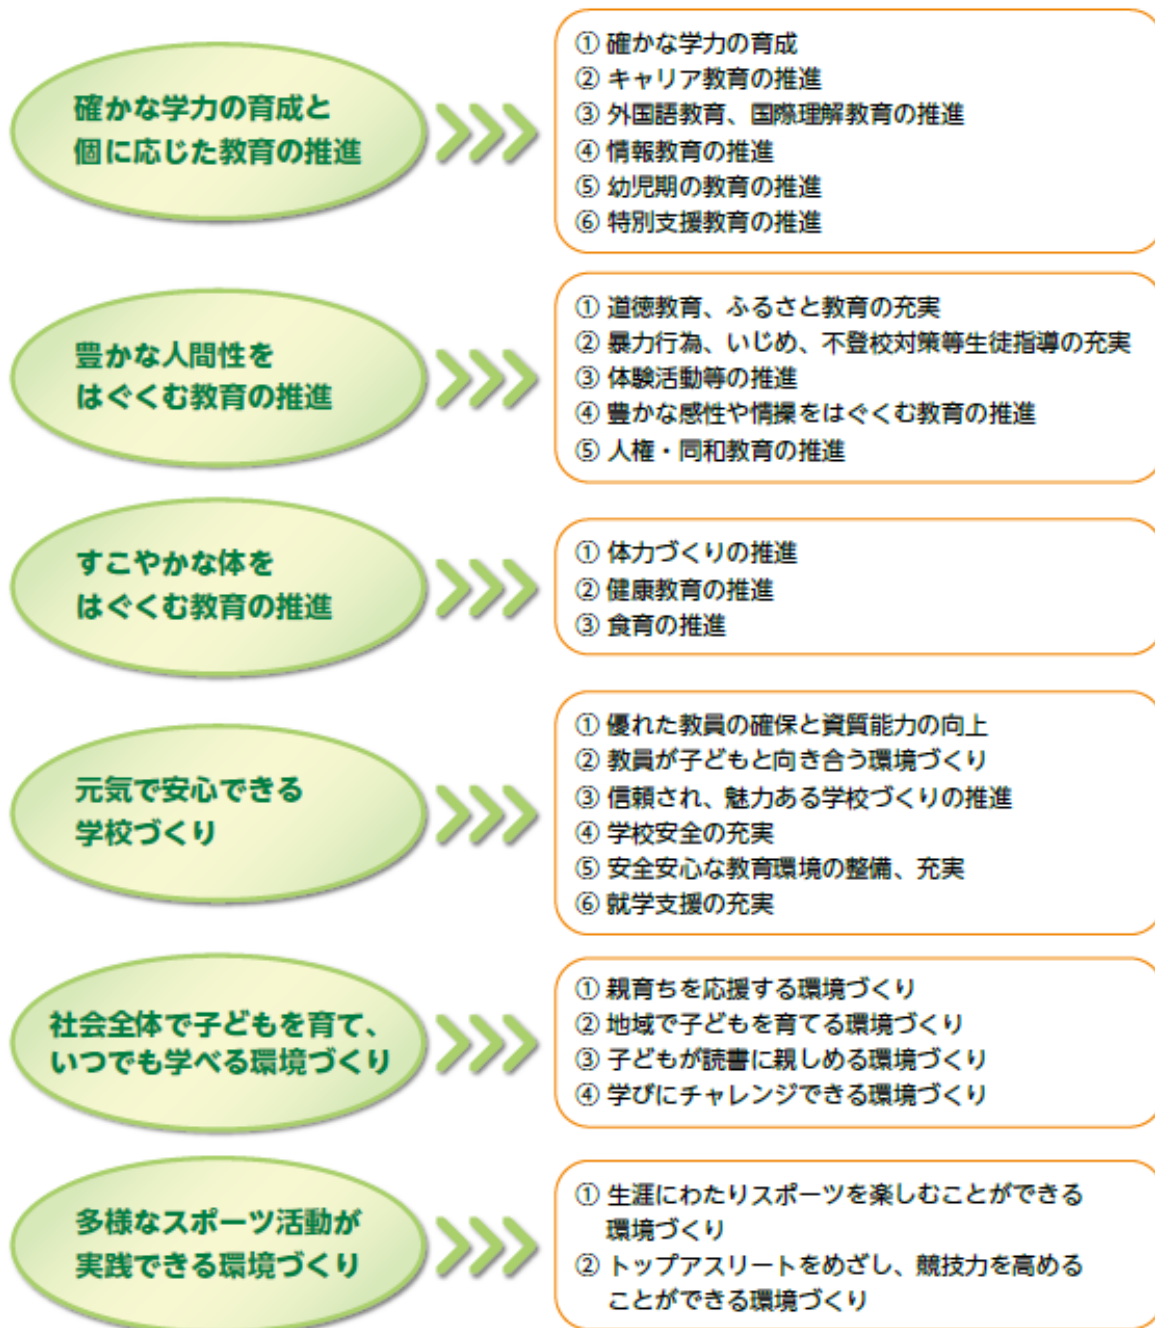 確かな学力の育成と
個に応じた教育の推進
① 確かな学力の育成
② キャリア教育の推進
③ 外国語教育、国際理解教育の推進
④ 情報教育の推進
⑤ 幼児期の教育の推進
⑥ 特別支援教育の推進
豊かな人間性を
はぐくむ教育の推進
① 道徳教育、ふるさと教育の充実
② 暴力行為、いじめ、不登校対策等生徒指導の充実
③ 体験活動等の推進
④ 豊かな感性や情操をはぐくむ教育の推進
⑤ 人権・同和教育の推進
すこやかな体を
はぐくむ教育の推進
① 体力づくりの推進
② 健康教育の推進
③ 食育の推進
元気で安心できる
学校づくり
① 優れた教員の確保と資質能力の向上
② 教員が子どもと向き合う環境づくり
③ 信頼され、魅力ある学校づくりの推進
④ 学校安全の充実
⑤ 安全安心な教育環境の整備、充実
⑥ 就学支援の充実
社会全体で子どもを育て、
いつでも学べる環境づくり
① 親育ちを応援する環境づくり
② 地域で子どもを育てる環境づくり
③ 子どもが読書に親しめる環境づくり
④ 学びにチャレンジできる環境づくり
多様なスポーツ活動が
実践できる環境づくり
① 生涯にわたりスポーツを楽しむことができる
環境づくり
② トップアスリートをめざし、競技力を高める
ことができる環境づくり